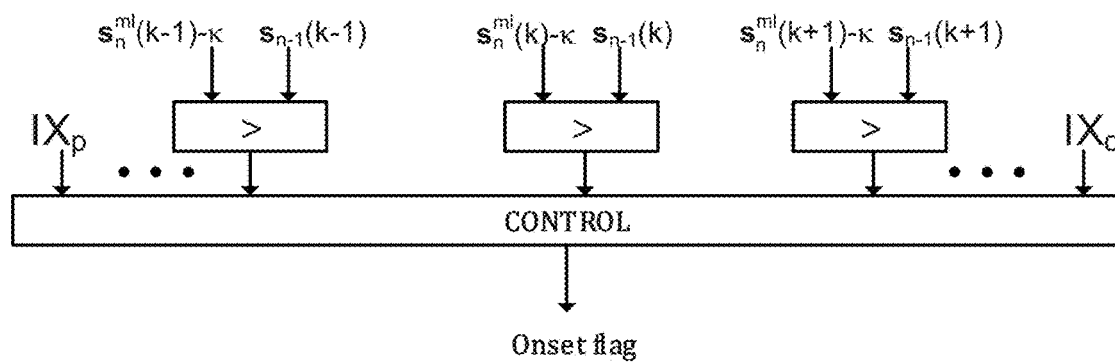 s_n^ml(k-1)-κ s_n-1(k-1) s_n^ml(k)-κ s_n-1(k) s_n^ml(k+1)-κ s_n-1(k+1)
> > >
IX_p • • • • • • IX_c
CONTROL
Onset flag